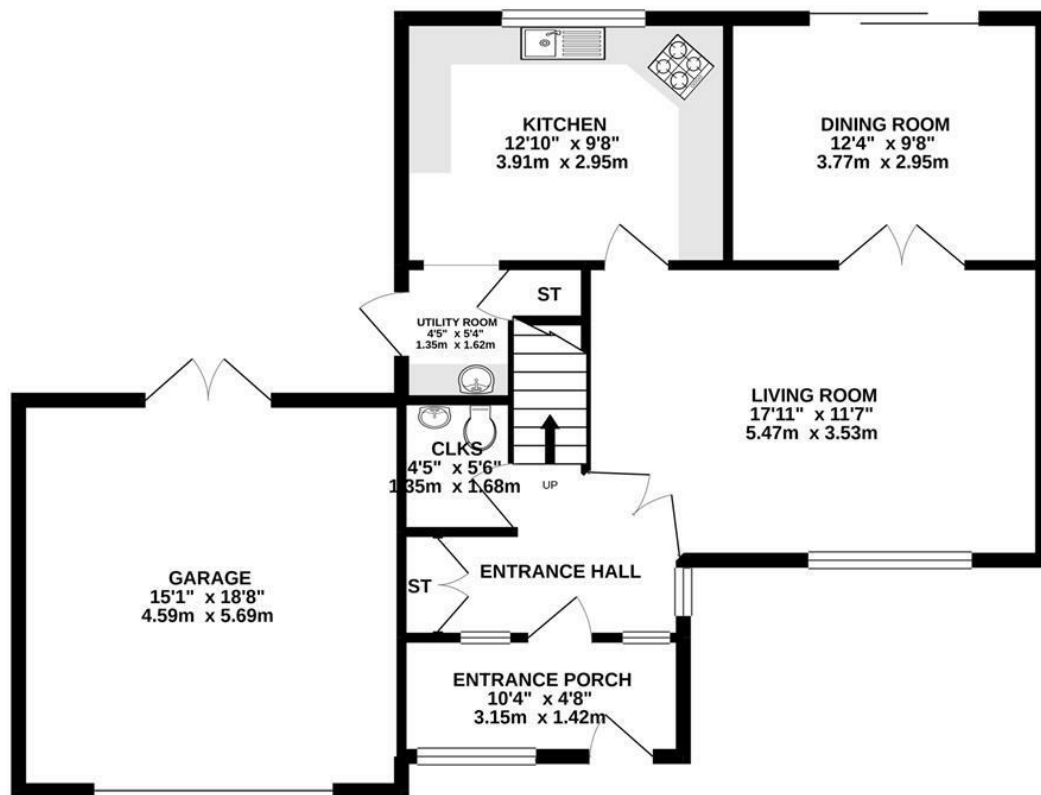 KITCHEN
12'10" x 9'8"
3.91m x 2.95m
DINING ROOM
12'4" x 9'8"
3.77m x 2.95m
ST
UTILITY ROOM
4'5" x 5'4"
1.35m x 1.62m
LIVING ROOM
17'11" x 11'7"
5.47m x 3.53m
CLKS
4'5" x 5'6"
1.35m x 1.68m
UP
GARAGE
15'1" x 18'8"
4.59m x 5.69m
ST
ENTRANCE HALL
ENTRANCE PORCH
10'4" x 4'8"
3.15m x 1.42m